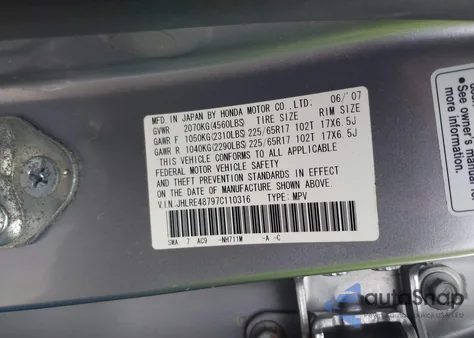 MFD. IN JAPAN BY HONDA MOTOR CO.,LTD. 06/'07
GVWR 2070KG(4560LBS) TIRE SIZE RIM SIZE
GAWR F 1050KG(2310LBS) 225/65R17 102T 17X6.5J
GAWR R 1040KG(2290LBS) 225/65R17 102T 17X6.5J
THIS VEHICLE CONFORMS TO ALL APPLICABLE
FEDERAL MOTOR VEHICLE SAFETY
AND THEFT PREVENTION STANDARDS IN EFFECT
ON THE DATE OF MANUFACTURE SHOWN ABOVE.
V.I.N.:JHLRE48797C110316 TYPE: MPV
SWA 7 AC9 -NH711M -A -C
•See
owner's
manual
autoSnap